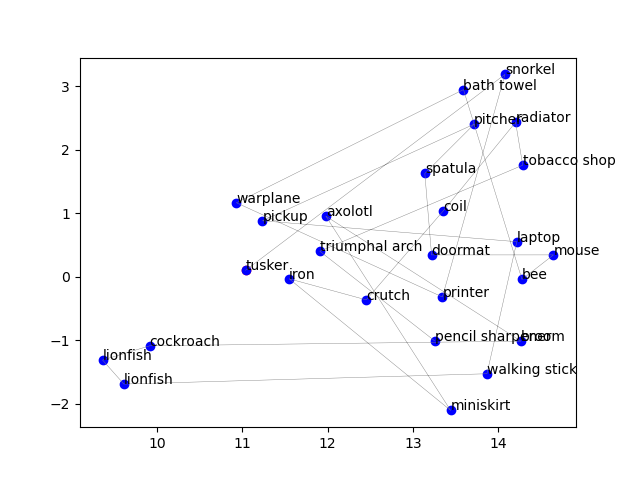 snorkel
bath towel
pitcher
radiator
tobacco shop
spatula
coil
warplane
pickup
axolotl
laptop
triumphal arch
doormat
mouse
tusker
iron
bee
crutch
printer
pencil sharpener
cockroach
lionfish
walking stick
lionfish
miniskirt
3
2
1
0
−1
−2
10
11
12
13
14